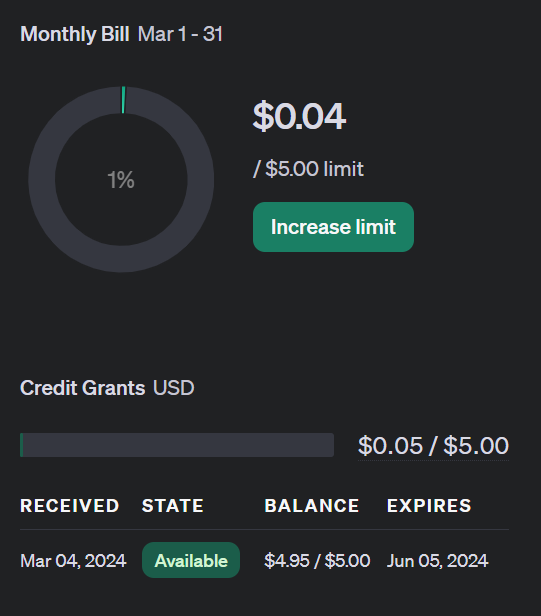 Monthly Bill Mar 1 - 31
1%
$0.04
/ $5.00 limit
Increase limit
Credit Grants USD
$0.05 / $5.00
RECEIVED STATE BALANCE EXPIRES
Mar 04, 2024 Available $4.95 / $5.00 Jun 05, 2024